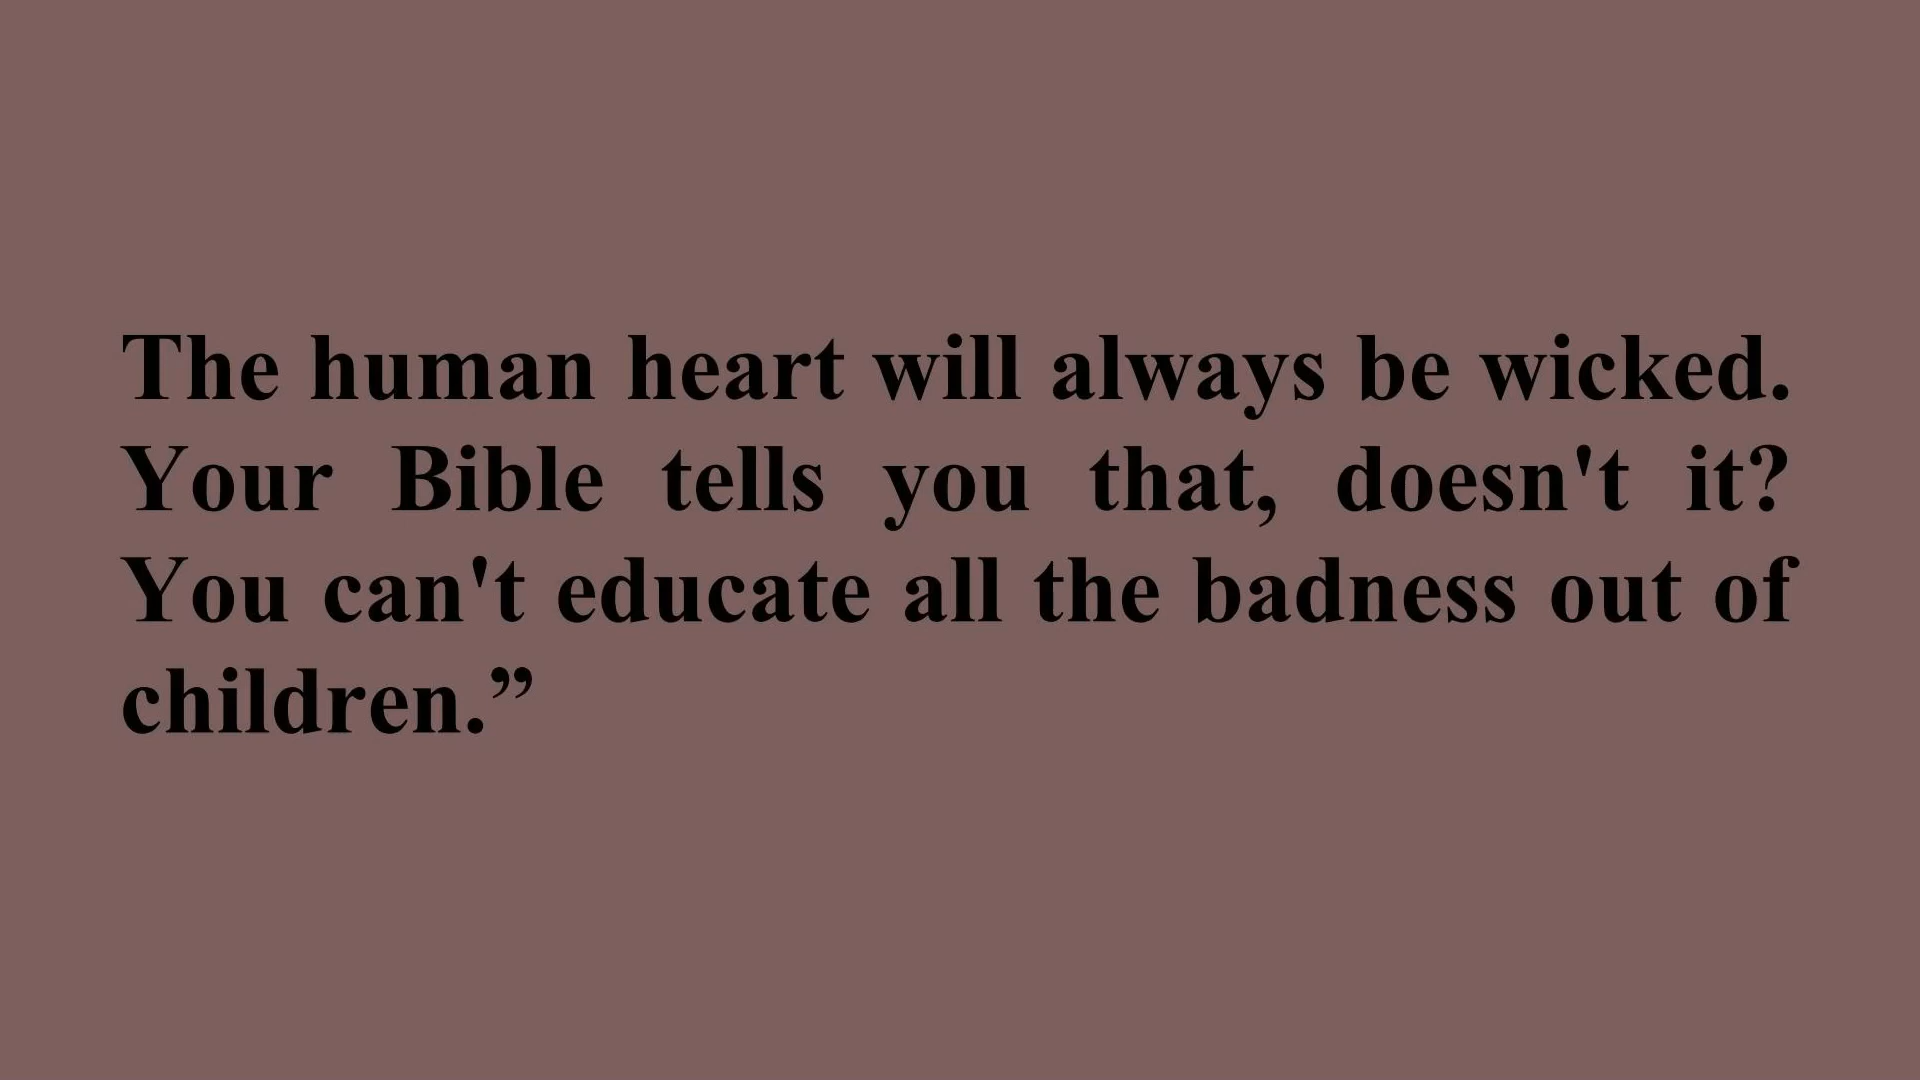 The human heart will always be wicked.
Your Bible tells you that, doesn't it?
You can't educate all the badness out of
children.”